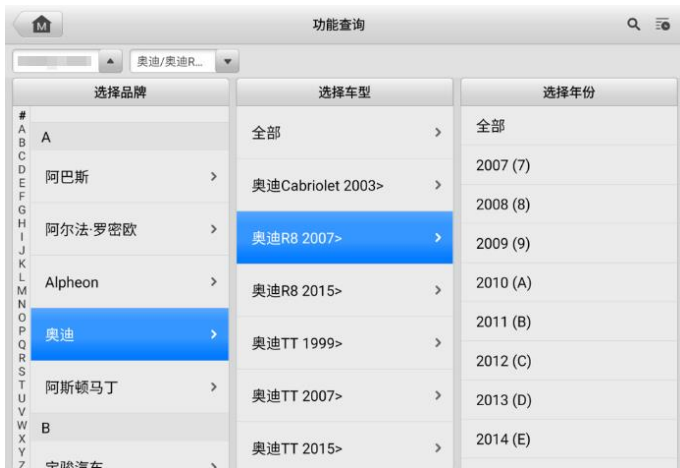 M
功能查询
奥迪/奥迪R...
选择品牌
选择车型
选择年份
#
A
B
C
D
E
F
G
H
I
J
K
L
M
N
O
P
Q
R
S
T
U
V
W
X
Y
Z
A
阿巴斯
阿尔法·罗密欧
Alpheon
奥迪
阿斯顿马丁
B
宝骏汽车
全部
奥迪Cabriolet 2003>
奥迪R8 2007>
奥迪R8 2015>
奥迪TT 1999>
奥迪TT 2007>
奥迪TT 2015>
全部
2007 (7)
2008 (8)
2009 (9)
2010 (A)
2011 (B)
2012 (C)
2013 (D)
2014 (E)